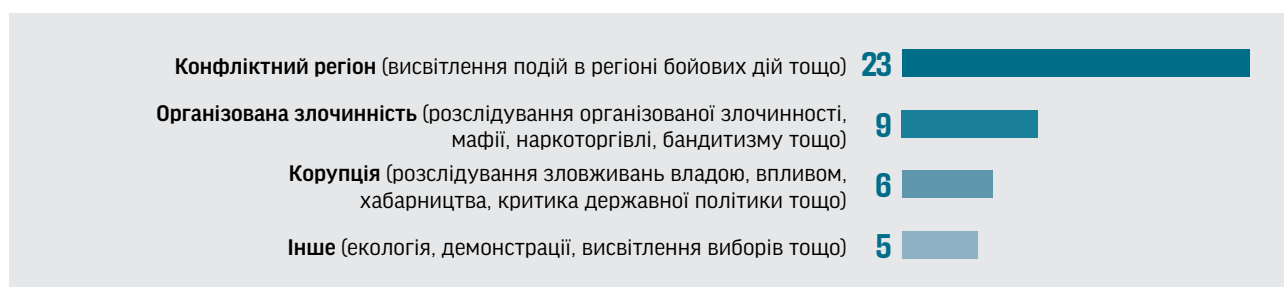 Конфліктний регіон (висвітлення подій в регіоні бойових дій тощо) 23
Організована злочинність (розслідування організованої злочинності,
мафії, наркоторгівлі, бандитизму тощо) 9
Корупція (розслідування зловживань владою, впливом,
хабарництва, критика державної політики тощо) 6
Інше (екологія, демонстрації, висвітлення виборів тощо) 5